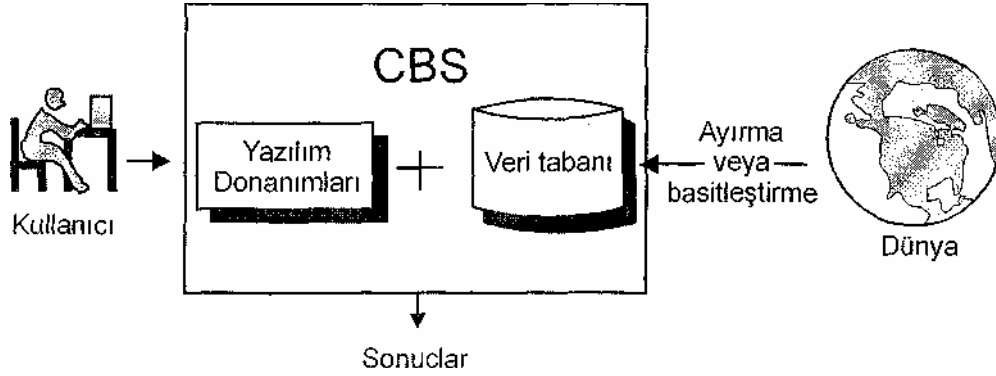 CBS
Kullanıcı
Yazılım
Donanımları
Veri tabanı
Ayırma
veya
basitleştirme
Dünya
Sonuçlar